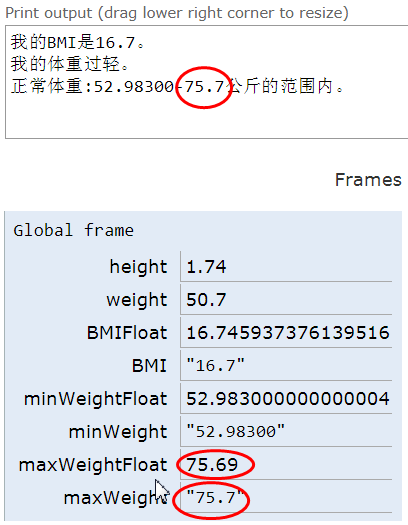 Print output (drag lower right corner to resize)
我的BMI是16.7。
我的体重过轻。
正常体重:52.98300-75.7公斤的范围内。
Frames
Global frame
height 1.74
weight 50.7
BMIFloat 16.745937376139516
BMI "16.7"
minWeightFloat 52.983000000000004
minWeight "52.98300"
maxWeightFloat 75.69
maxWeight "75.7"